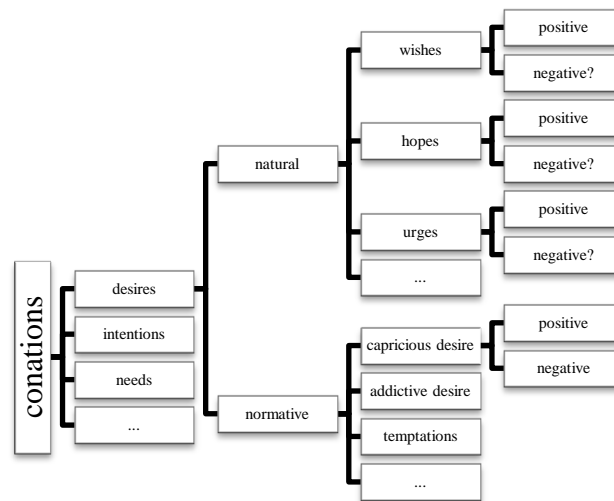 conations
desires
intentions
needs
...
natural
normative
wishes
hopes
urges
...
capricious desire
addictive desire
temptations
...
positive
negative?
positive
negative?
positive
negative?
positive
negative